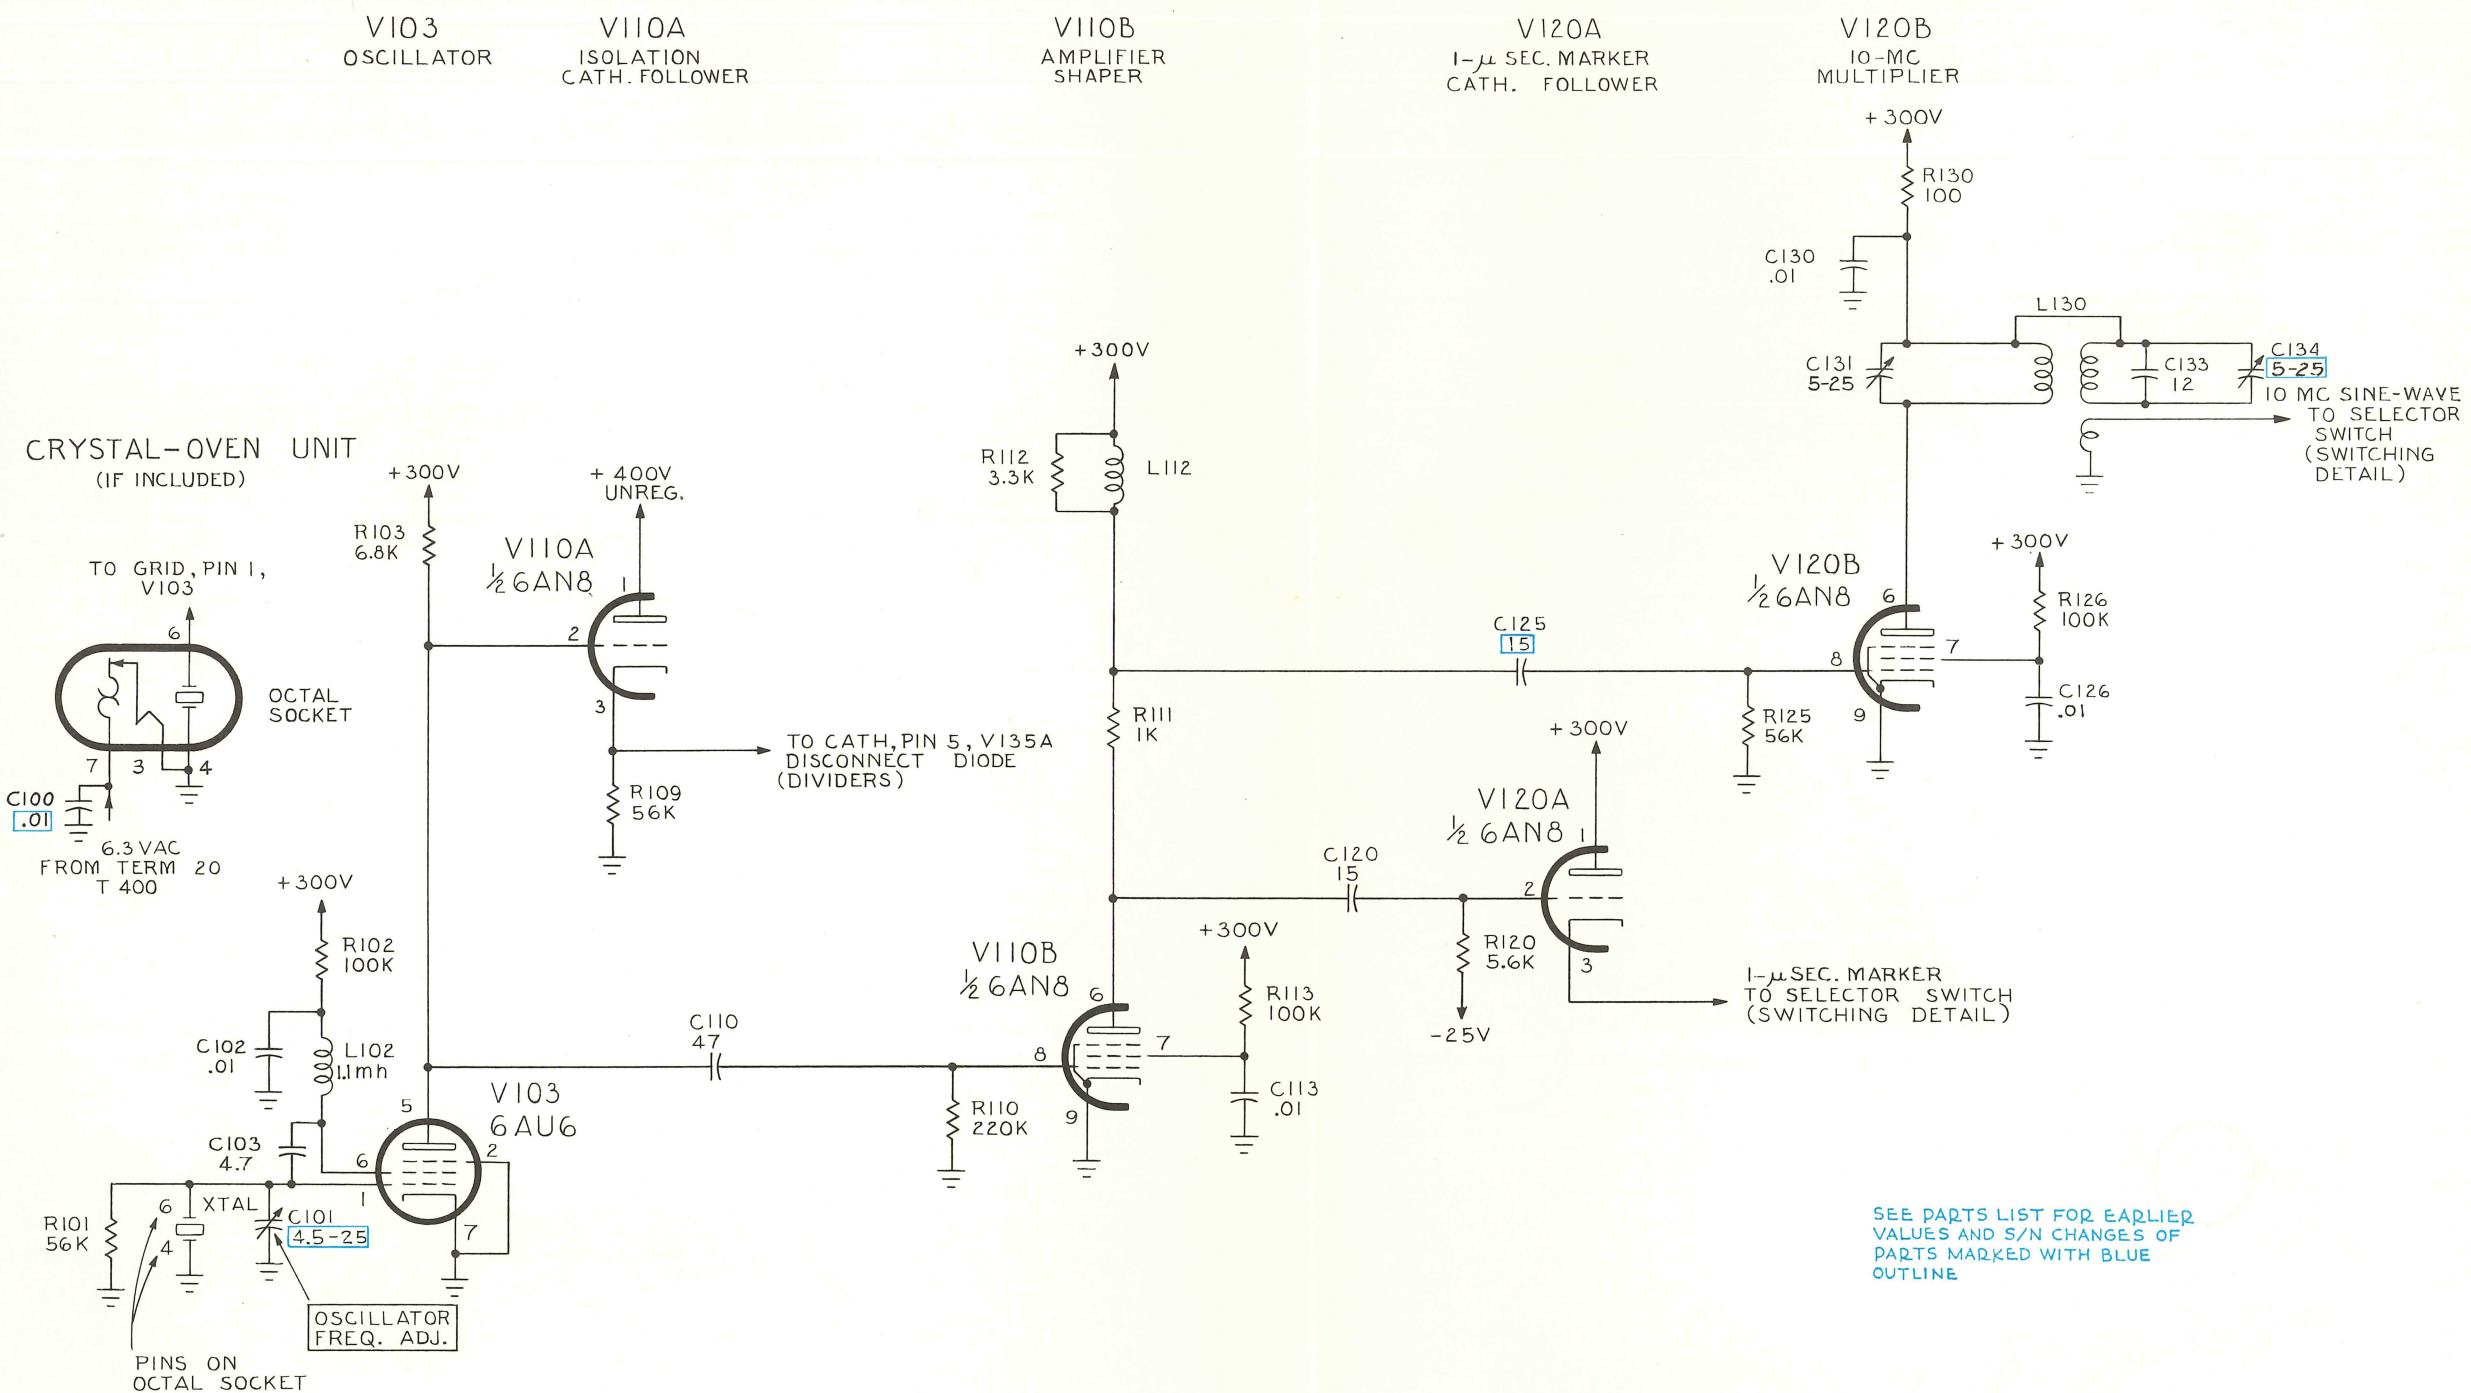 V103
OSCILLATOR
V110A
ISOLATION
CATH. FOLLOWER
V110B
AMPLIFIER
SHAPER
V120A
1-µ SEC. MARKER
CATH. FOLLOWER
V120B
10-MC
MULTIPLIER
+300V
R130
100
C130
.01
L130
C131
5-25
C133
12
C134
5-25
10 MC SINE-WAVE
TO SELECTOR
SWITCH
(SWITCHING
DETAIL)
+300V
R112
3.3K
L112
CRYSTAL-OVEN UNIT
(IF INCLUDED)
TO GRID, PIN 1,
V103
6
OCTAL
SOCKET
7
3
4
C100
.01
6.3 VAC
FROM TERM 20
T 400
+300V
R103
6.8K
+ 400V
UNREG.
V110A
½ 6AN8
1
2
3
TO CATH, PIN 5, V135A
DISCONNECT DIODE
(DIVIDERS)
R109
56K
C125
15
R111
1K
V120B
½ 6AN8
6
7
8
9
+300V
R126
100K
C126
.01
R125
56K
+300V
V120A
½ 6AN8
1
2
3
C120
15
R120
5.6K
-25V
1-µSEC. MARKER
TO SELECTOR SWITCH
(SWITCHING DETAIL)
+300V
R102
100K
C102
.01
L102
1.1mh
C110
47
V110B
½ 6AN8
6
7
8
9
+300V
R113
100K
C113
.01
R110
220K
V103
6AU6
5
2
6
1
7
C103
4.7
R101
56K
6
XTAL
4
C101
4.5-25
OSCILLATOR
FREQ. ADJ.
PINS ON
OCTAL SOCKET
SEE PARTS LIST FOR EARLIER
VALUES AND S/N CHANGES OF
PARTS MARKED WITH BLUE
OUTLINE